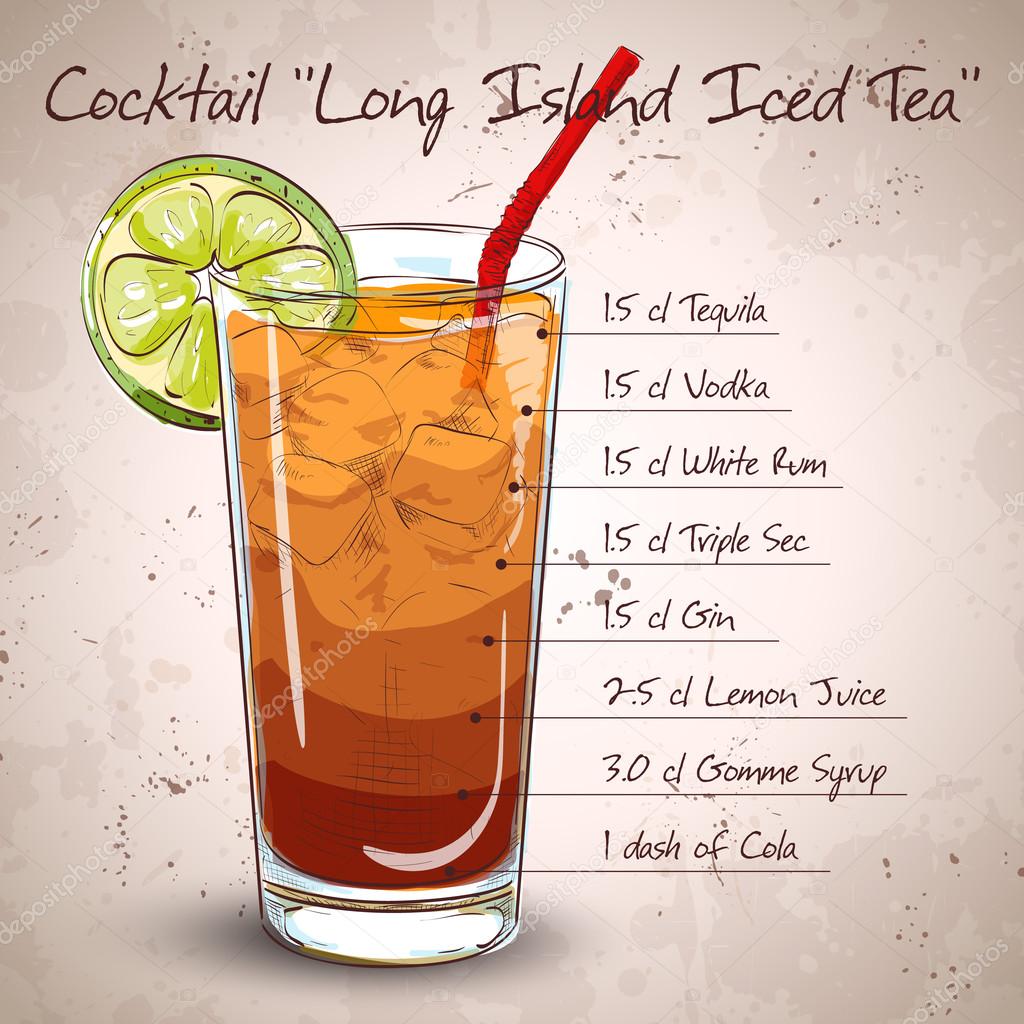 Cocktail "Long Island Iced Tea"
1.5 cl Tequila
1.5 cl Vodka
1.5 cl White Rum
1.5 cl Triple Sec
1.5 cl Gin
2.5 cl Lemon Juice
3.0 cl Gomme Syrup
1 dash of Cola
depositphotos